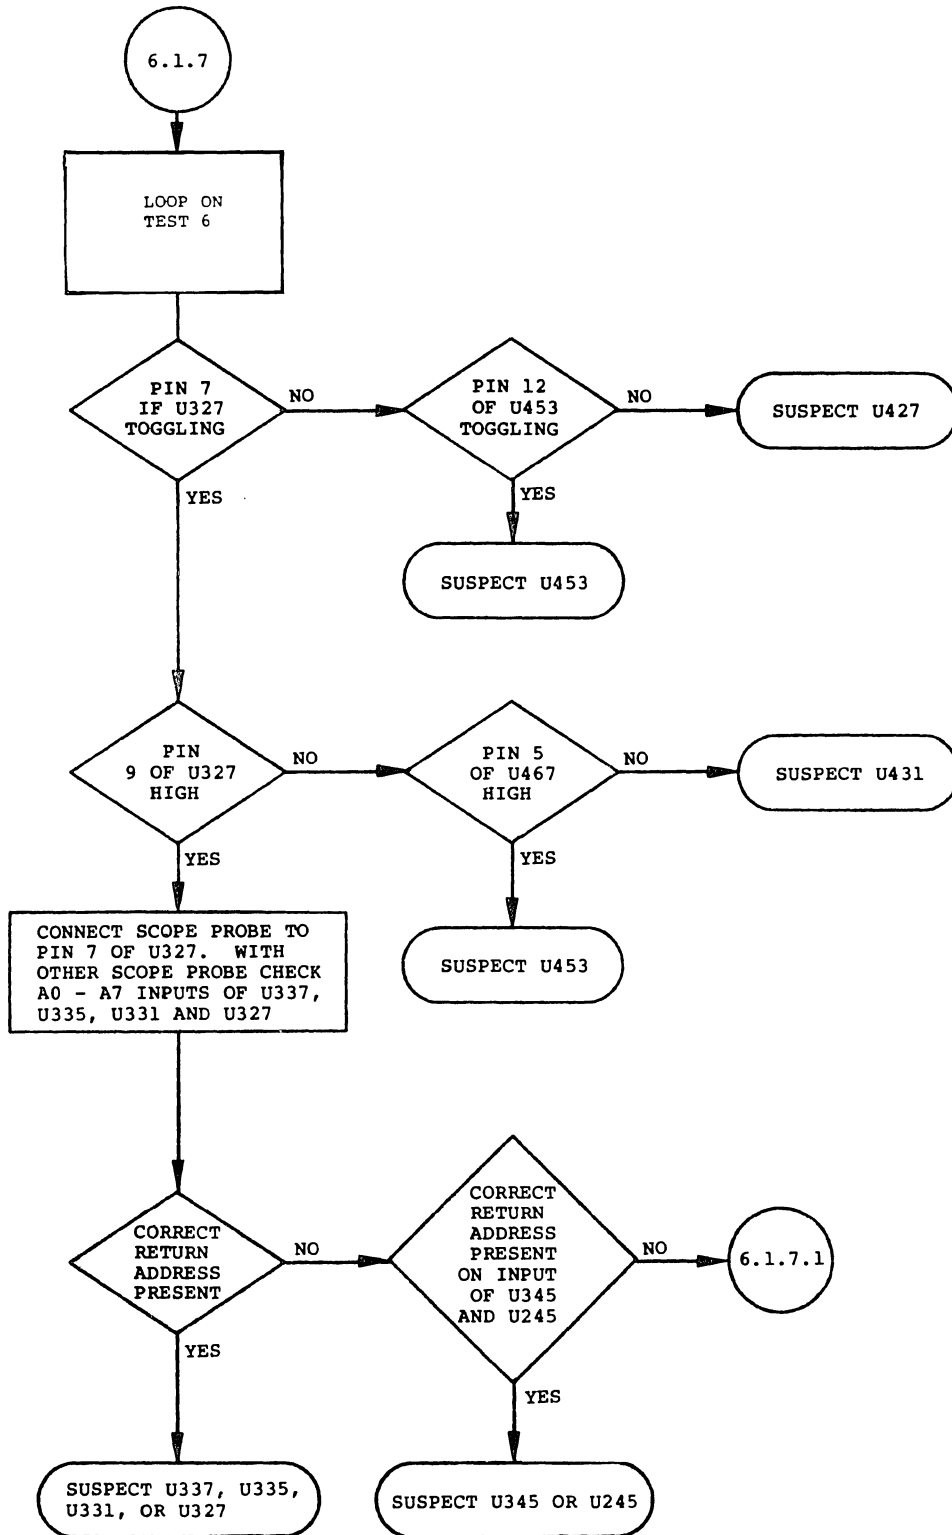 6.1.7
LOOP ON
TEST 6
PIN 7
IF U327
TOGGLING
NO
PIN 12
OF U453
TOGGLING
NO
SUSPECT U427
YES
YES
SUSPECT U453
PIN
9 OF U327
HIGH
NO
PIN 5
OF U467
HIGH
NO
SUSPECT U431
YES
YES
CONNECT SCOPE PROBE TO
PIN 7 OF U327. WITH
OTHER SCOPE PROBE CHECK
A0 - A7 INPUTS OF U337,
U335, U331 AND U327
SUSPECT U453
CORRECT
RETURN
ADDRESS
PRESENT
NO
CORRECT
RETURN
ADDRESS
PRESENT
ON INPUT
OF U345
AND U245
NO
6.1.7.1
YES
YES
SUSPECT U337, U335,
U331, OR U327
SUSPECT U345 OR U245